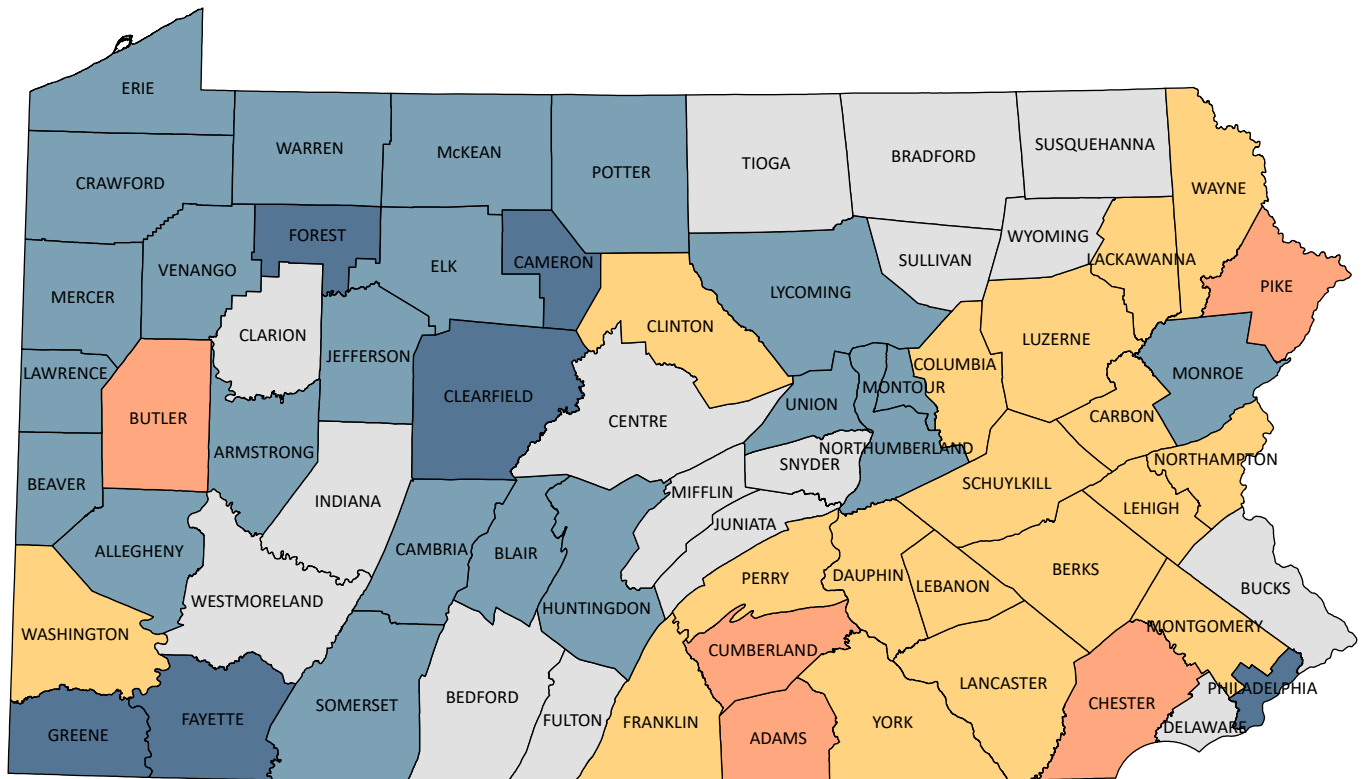 ERIE
WARREN
McKEAN
POTTER
TIOGA
BRADFORD
SUSQUEHANNA
CRAWFORD
WAYNE
FOREST
WYOMING
VENANGO
ELK
CAMERON
SULLIVAN
LACKAWANNA
MERCER
LYCOMING
PIKE
CLARION
CLINTON
LUZERNE
JEFFERSON
COLUMBIA
LAWRENCE
MONROE
MONTOUR
CLEARFIELD
UNION
BUTLER
CENTRE
CARBON
ARMSTRONG
NORTHUMBERLAND
NORTHAMPTON
SNYDER
BEAVER
MIFFLIN
SCHUYLKILL
INDIANA
LEHIGH
JUNIATA
ALLEGHENY
CAMBRIA
BLAIR
PERRY
DAUPHIN
BERKS
LEBANON
BUCKS
WESTMORELAND
HUNTINGDON
MONTGOMERY
WASHINGTON
CUMBERLAND
LANCASTER
PHILADELPHIA
BEDFORD
SOMERSET
CHESTER
FAYETTE
FULTON
FRANKLIN
YORK
DELAWARE
GREENE
ADAMS